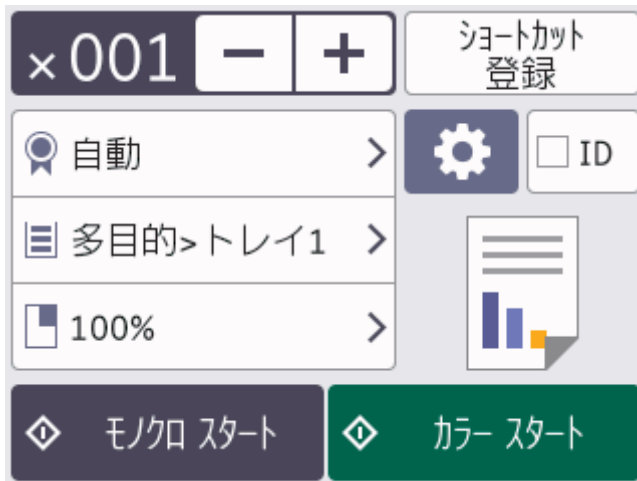 ×001 − +
ショートカット
登録
自動
ID
多目的>トレイ1
100%
モノクロ スタート
カラー スタート